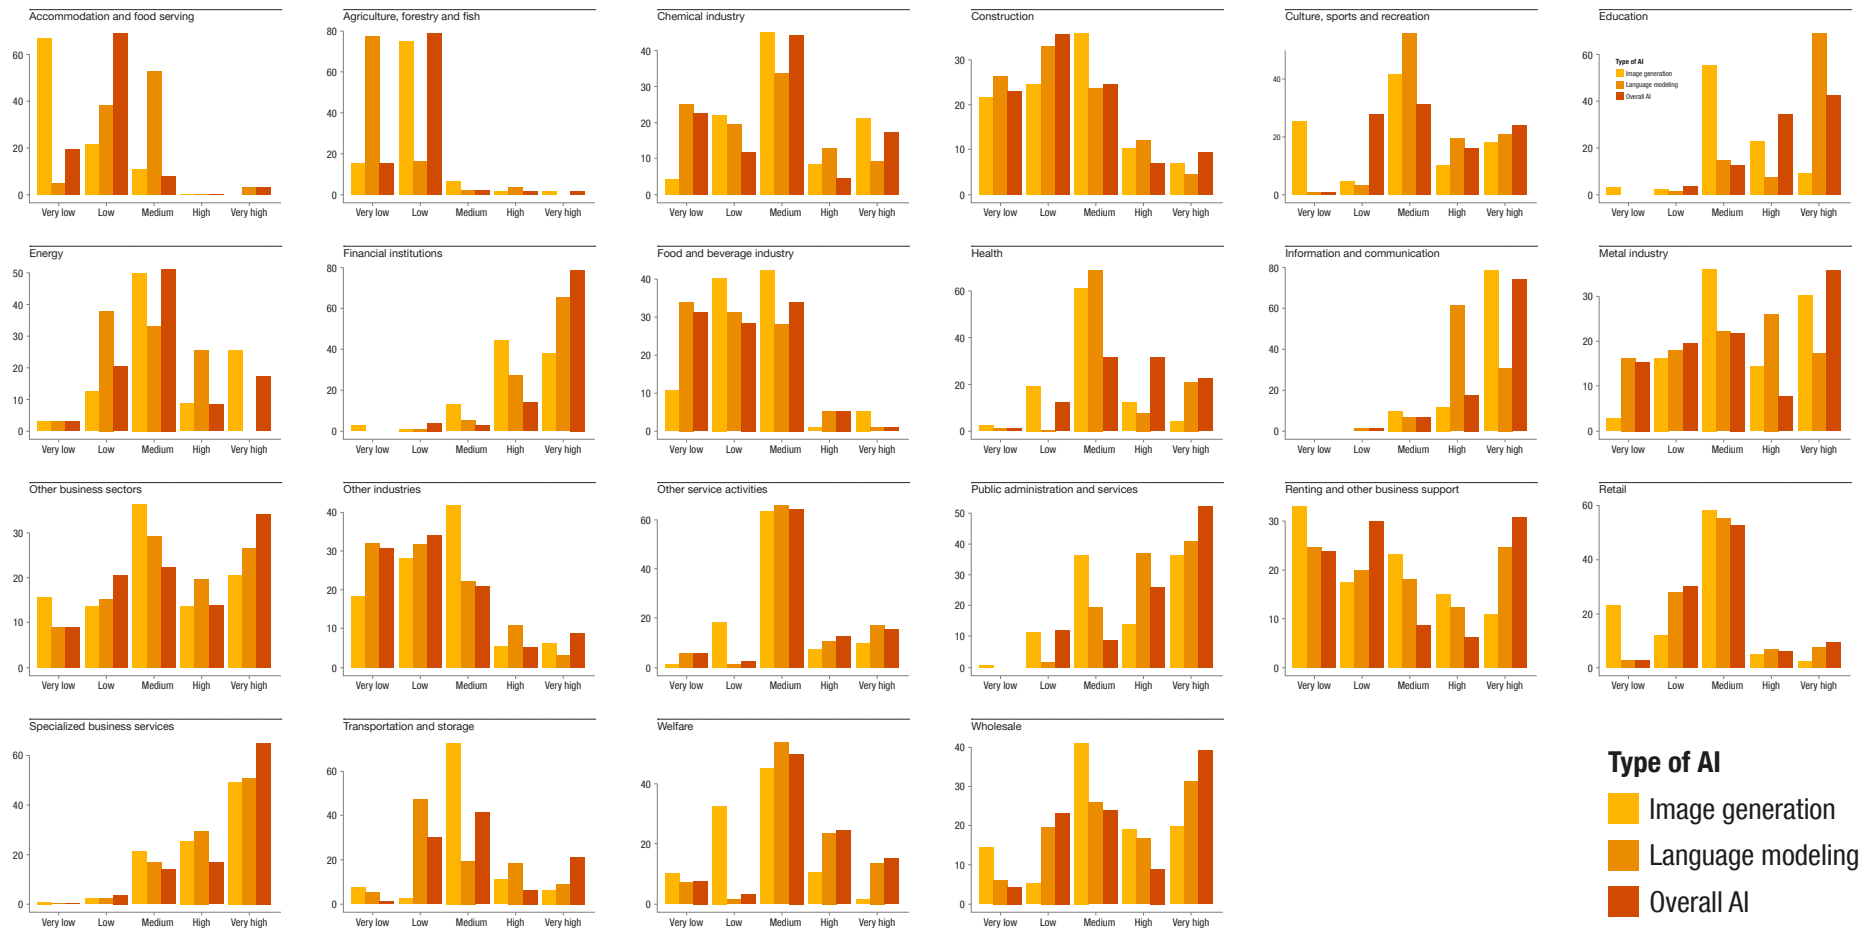 Accommodation and food serving
60
40
20
0
Very low Low Medium High Very high
Agriculture, forestry and fish
80
60
40
20
0
Very low Low Medium High Very high
Chemical industry
40
30
20
10
0
Very low Low Medium High Very high
Construction
30
20
10
0
Very low Low Medium High Very high
Culture, sports and recreation
40
20
0
Very low Low Medium High Very high
Education
60
40
20
0
Type of AI
Image generation
Language modeling
Overall AI
Very low Low Medium High Very high
Energy
50
40
30
20
10
0
Very low Low Medium High Very high
Financial institutions
80
60
40
20
0
Very low Low Medium High Very high
Food and beverage industry
40
30
20
10
0
Very low Low Medium High Very high
Health
60
40
20
0
Very low Low Medium High Very high
Information and communication
80
60
40
20
0
Very low Low Medium High Very high
Metal industry
30
20
10
0
Very low Low Medium High Very high
Other business sectors
30
20
10
0
Very low Low Medium High Very high
Other industries
40
30
20
10
0
Very low Low Medium High Very high
Other service activities
60
40
20
0
Very low Low Medium High Very high
Public administration and services
50
40
30
20
10
0
Very low Low Medium High Very high
Renting and other business support
30
20
10
0
Very low Low Medium High Very high
Retail
60
40
20
0
Very low Low Medium High Very high
Specialized business services
60
40
20
0
Very low Low Medium High Very high
Transportation and storage
60
40
20
0
Very low Low Medium High Very high
Welfare
40
20
0
Very low Low Medium High Very high
Wholesale
40
30
20
10
0
Very low Low Medium High Very high
Type of AI
Image generation
Language modeling
Overall AI